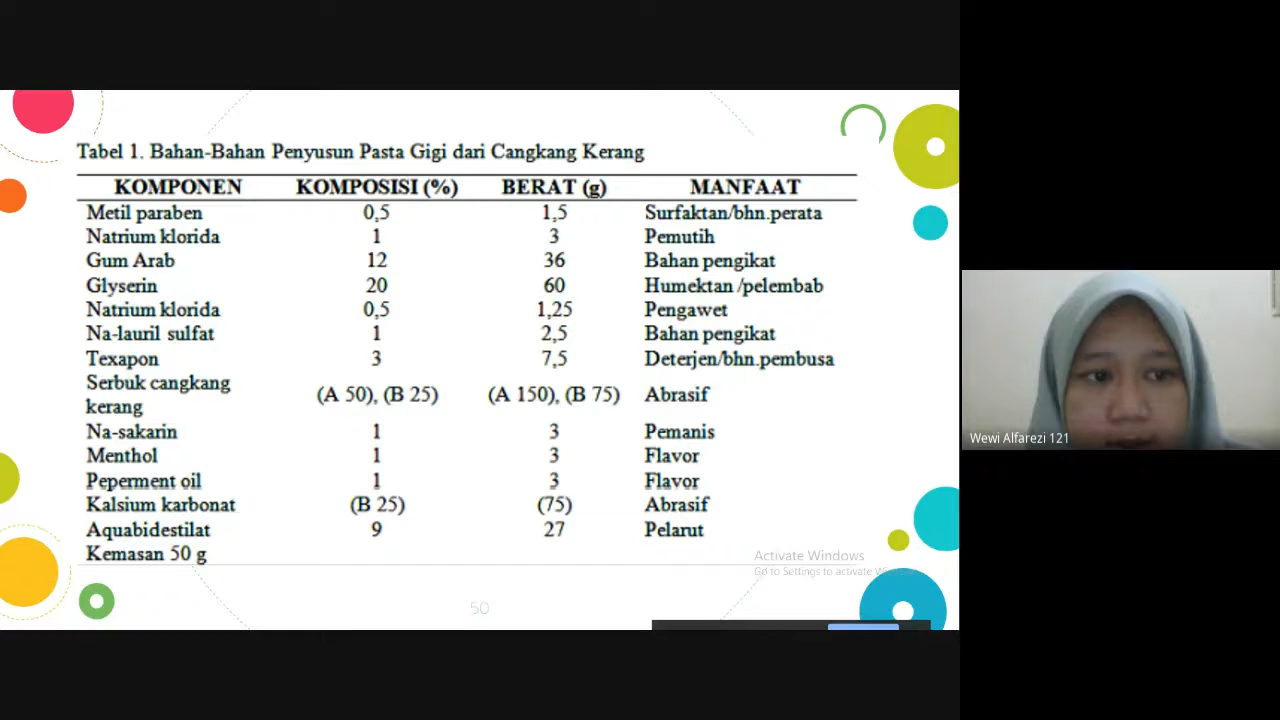 Tabel 1. Bahan-Bahan Penyusun Pasta Gigi dari Cangkang Kerang
KOMPONEN KOMPOSISI (%) BERAT (g) MANFAAT
Metil paraben 0,5 1,5 Surfaktan/bhn.perata
Natrium klorida 1 3 Pemutih
Gum Arab 12 36 Bahan pengikat
Glyserin 20 60 Humektan /pelembab
Natrium klorida 0,5 1,25 Pengawet
Na-lauril sulfat 1 2,5 Bahan pengikat
Texapon 3 7,5 Deterjen/bhn.pembusa
Serbuk cangkang
kerang (A 50), (B 25) (A 150), (B 75) Abrasif
Na-sakarin 1 3 Pemanis
Menthol 1 3 Flavor
Peperment oil 1 3 Flavor
Kalsium karbonat (B 25) (75) Abrasif
Aquabidestilat 9 27 Pelarut
Kemasan 50 g
Activate Windows
Go to Settings to activate
50
Wewi Alfarezi 121